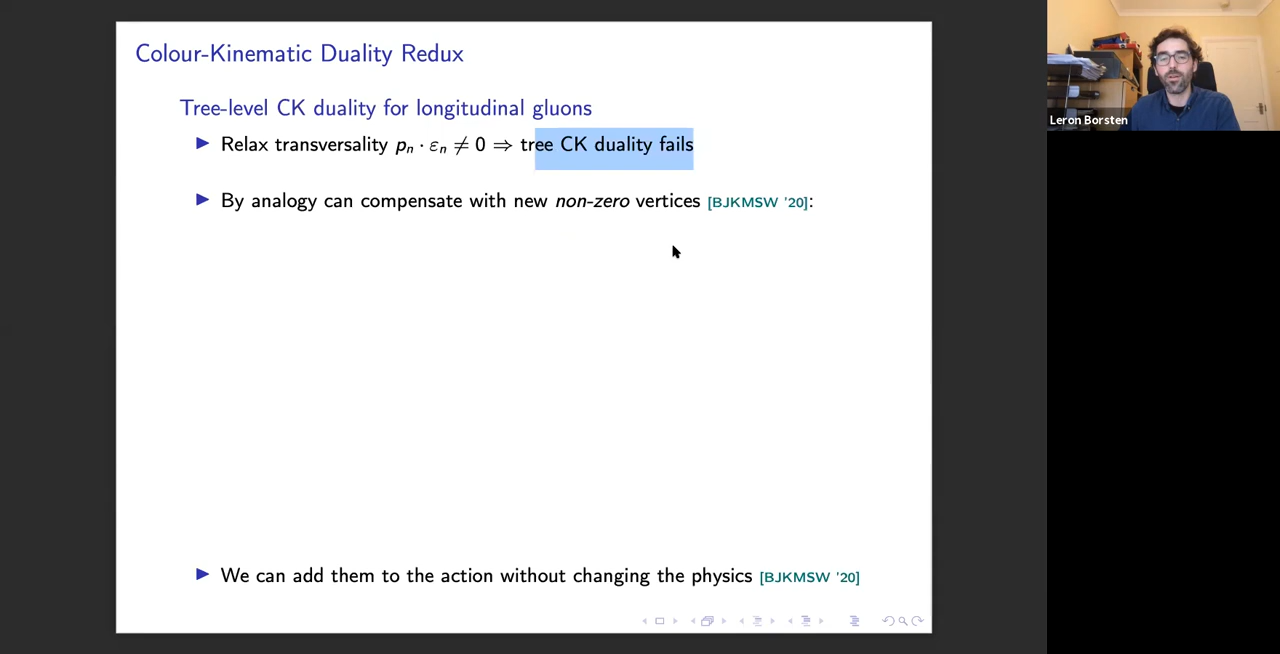 Colour-Kinematic Duality Redux
Tree-level CK duality for longitudinal gluons
▶ Relax transversality pₙ · εₙ ≠ 0 ⇒ tree CK duality fails
▶ By analogy can compensate with new non-zero vertices [BJKMSW '20]:
▶ We can add them to the action without changing the physics [BJKMSW '20]
Leron Borsten